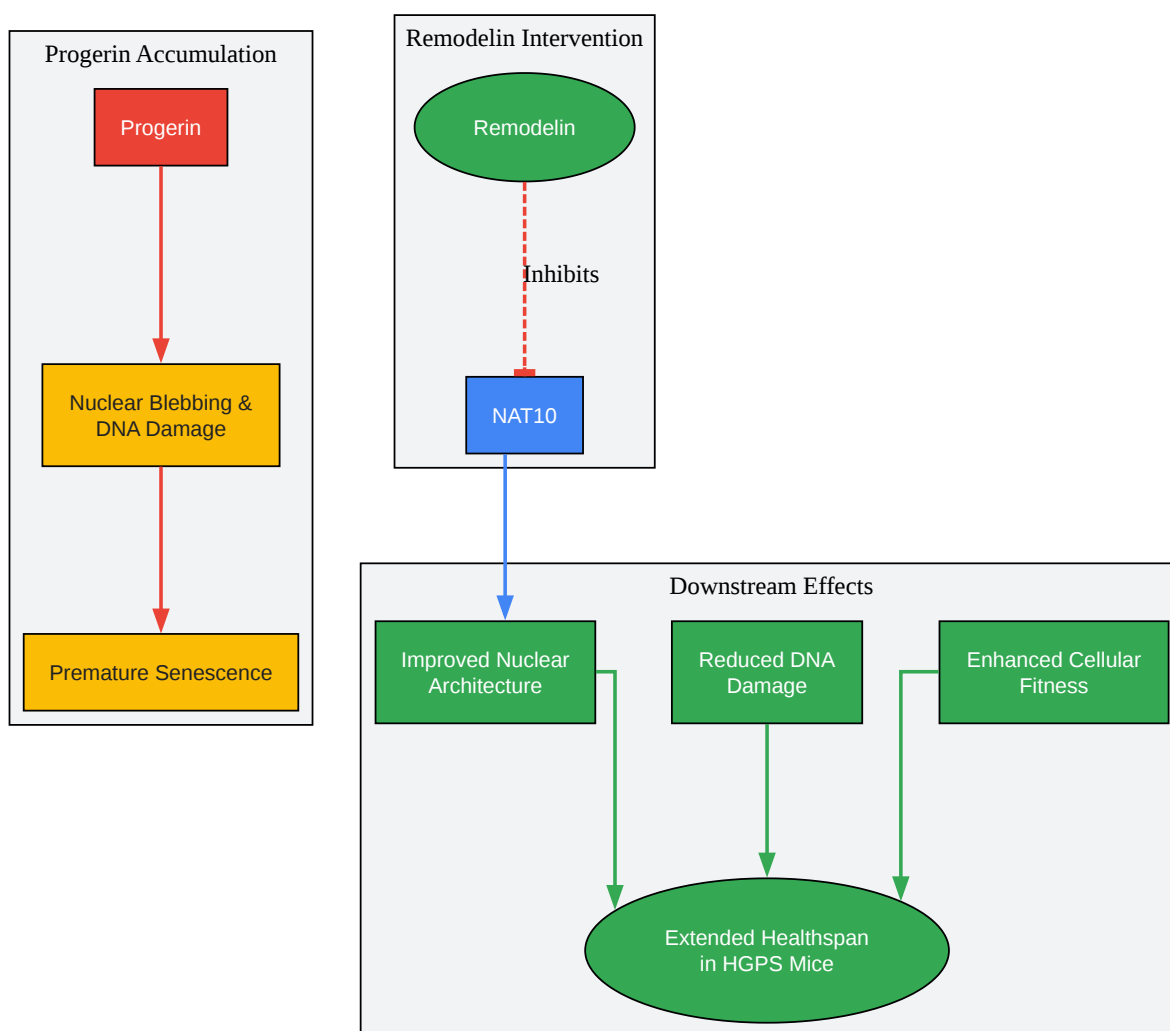 Progerin Accumulation
Progerin
Nuclear Blebbing &
DNA Damage
Premature Senescence
Remodelin Intervention
Remodelin
Inhibits
NAT10
Downstream Effects
Improved Nuclear
Architecture
Reduced DNA
Damage
Enhanced Cellular
Fitness
Extended Healthspan
in HGPS Mice